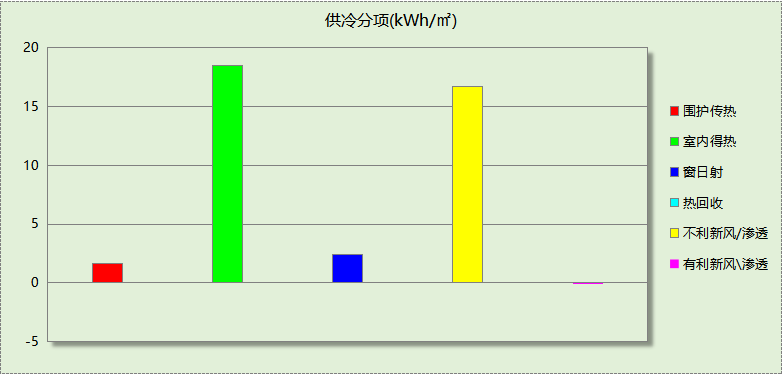 供冷分项(kWh/㎡)
20
15
10
5
0
-5
围护传热
室内得热
窗日射
热回收
不利新风/渗透
有利新风\渗透